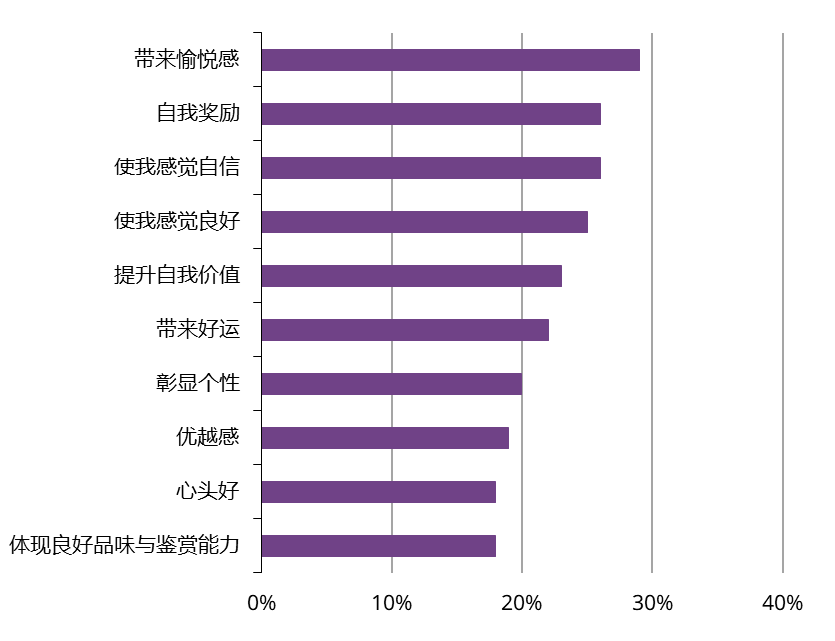 带来愉悦感
自我奖励
使我感觉自信
使我感觉良好
提升自我价值
带来好运
彰显个性
优越感
心头好
体现良好品味与鉴赏能力
0% 10% 20% 30% 40%